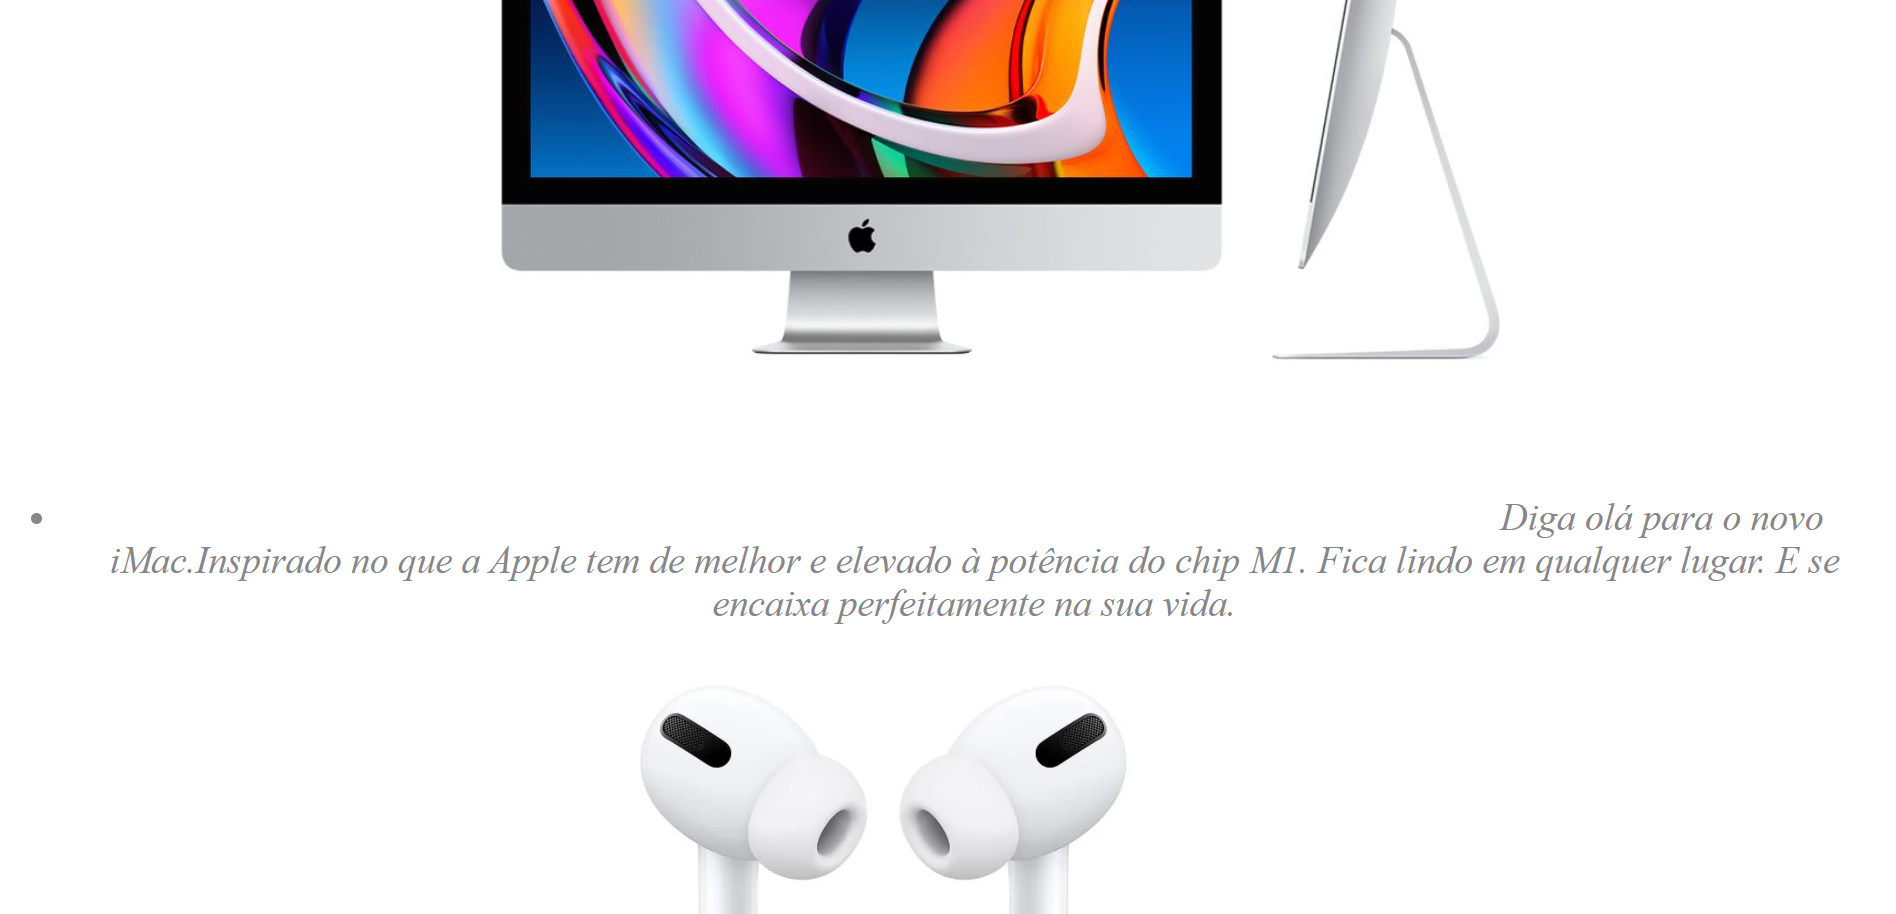 Diga olá para o novo
iMac.Inspirado no que a Apple tem de melhor e elevado à potência do chip M1. Fica lindo em qualquer lugar. E se
encaixa perfeitamente na sua vida.